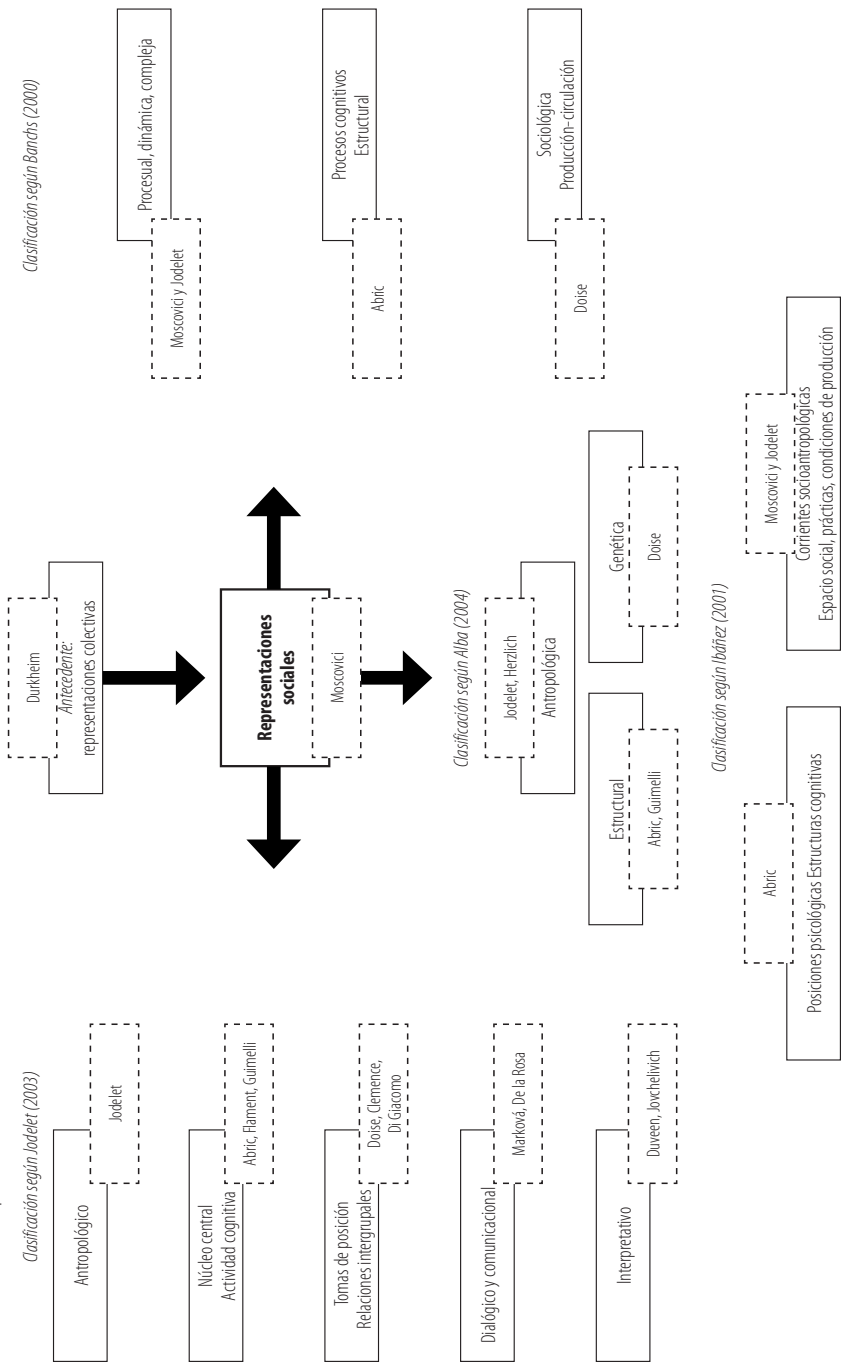 Durkheim
Antecedente:
representaciones colectivas
Representaciones
sociales
Moscovici
Clasificación según Jodelet (2003)
Antropológico
Jodelet
Núcleo central
Actividad cognitiva
Abric, Flament, Guimelli
Tomas de posición
Relaciones intergrupales
Doise, Clemence,
Di Giacomo
Dialógico y comunicacional
Marková, De la Rosa
Interpretativo
Duveen, Jovchelivich
Clasificación según Alba (2004)
Jodelet, Herzlich
Antropológica
Estructural
Abric, Guimelli
Genética
Doise
Clasificación según Ibáñez (2001)
Abric
Posiciones psicológicas Estructuras cognitivas
Moscovici y Jodelet
Corrientes socioantropológicas
Espacio social, prácticas, condiciones de producción
Clasificación según Banchs (2000)
Procesual, dinámica, compleja
Moscovici y Jodelet
Procesos cognitivos
Estructural
Abric
Sociológica
Producción-circulación
Doise